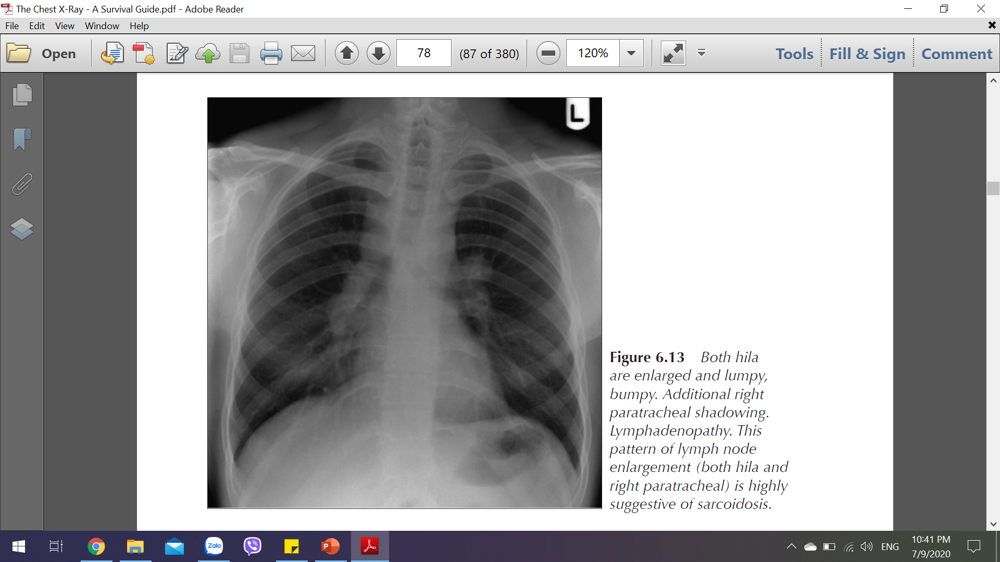 The Chest X-Ray - A Survival Guide.pdf - Adobe Reader
File Edit View Window Help
Open 78 (87 of 380) 120% Tools Fill & Sign Comment
L
Figure 6.13 Both hila
are enlarged and lumpy,
bumpy. Additional right
paratracheal shadowing.
Lymphadenopathy. This
pattern of lymph node
enlargement (both hila and
right paratracheal) is highly
suggestive of sarcoidosis.
Zalo
P
ENG
10:41 PM
7/9/2020